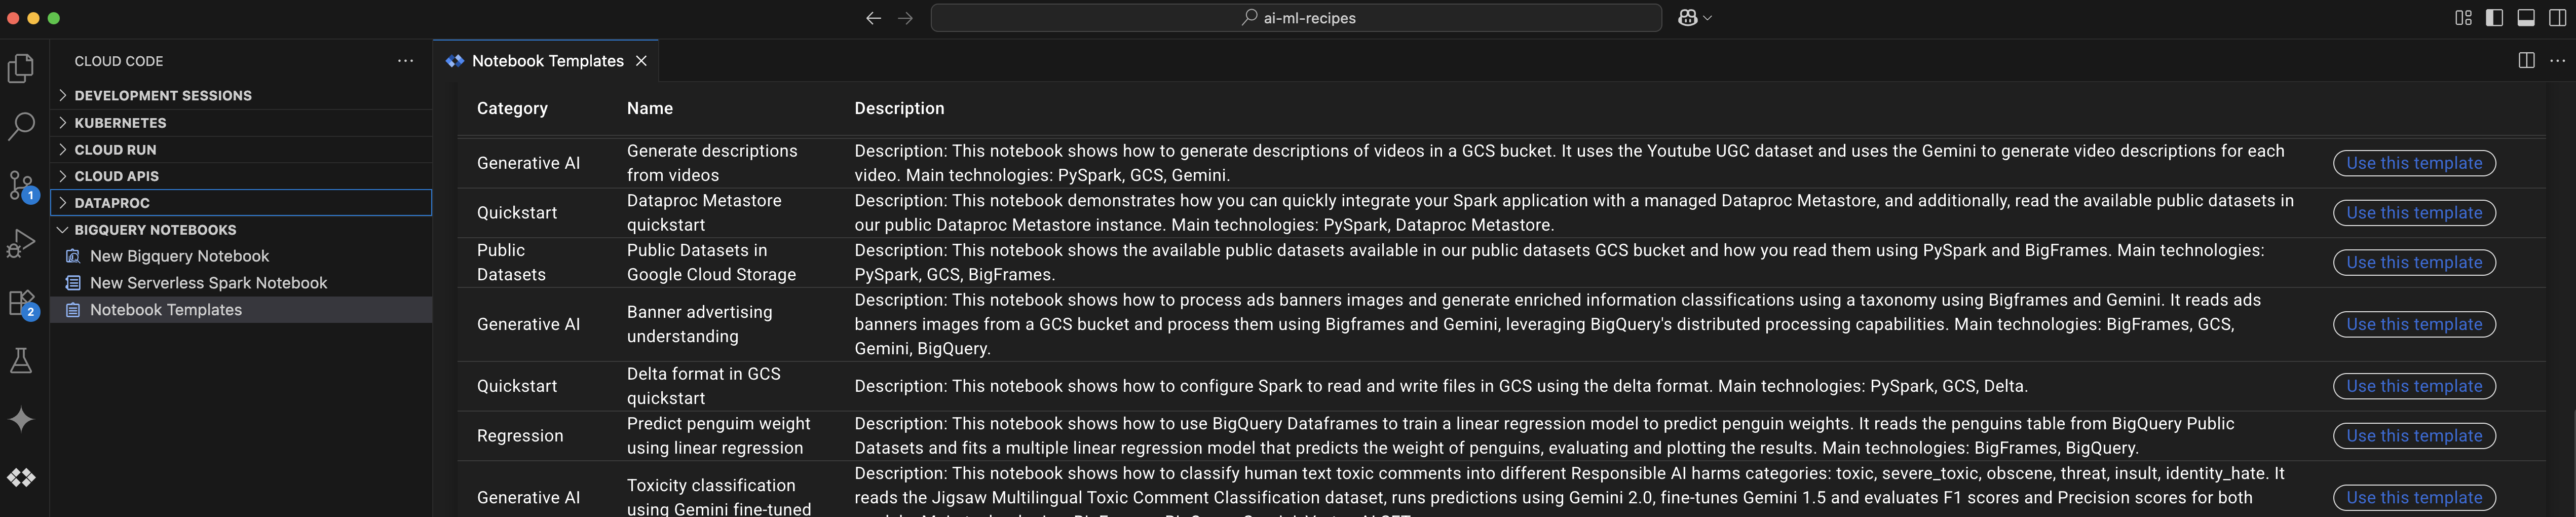 ai-ml-recipes
CLOUD CODE
DEVELOPMENT SESSIONS
KUBERNETES
CLOUD RUN
CLOUD APIS
DATAPROC
BIGQUERY NOTEBOOKS
New Bigquery Notebook
New Serverless Spark Notebook
Notebook Templates
1
2
Notebook Templates
Category Name Description
Generative AI
Generate descriptions
from videos
Description: This notebook shows how to generate descriptions of videos in a GCS bucket. It uses the Youtube UGC dataset and uses the Gemini to generate video descriptions for each
video. Main technologies: PySpark, GCS, Gemini.
Use this template
Quickstart
Dataproc Metastore
quickstart
Description: This notebook demonstrates how you can quickly integrate your Spark application with a managed Dataproc Metastore, and additionally, read the available public datasets in
our public Dataproc Metastore instance. Main technologies: PySpark, Dataproc Metastore.
Use this template
Public
Datasets
Public Datasets in
Google Cloud Storage
Description: This notebook shows the available public datasets available in our public datasets GCS bucket and how you read them using PySpark and BigFrames. Main technologies:
PySpark, GCS, BigFrames.
Use this template
Generative AI
Banner advertising
understanding
Description: This notebook shows how to process ads banners images and generate enriched information classifications using a taxonomy using Bigframes and Gemini. It reads ads
banners images from a GCS bucket and process them using Bigframes and Gemini, leveraging BigQuery's distributed processing capabilities. Main technologies: BigFrames, GCS,
Gemini, BigQuery.
Use this template
Quickstart
Delta format in GCS
quickstart
Description: This notebook shows how to configure Spark to read and write files in GCS using the delta format. Main technologies: PySpark, GCS, Delta.
Use this template
Regression
Predict penguim weight
using linear regression
Description: This notebook shows how to use BigQuery Dataframes to train a linear regression model to predict penguin weights. It reads the penguins table from BigQuery Public
Datasets and fits a multiple linear regression model that predicts the weight of penguins, evaluating and plotting the results. Main technologies: BigFrames, BigQuery.
Use this template
Generative AI
Toxicity classification
using Gemini fine-tuned
Description: This notebook shows how to classify human text toxic comments into different Responsible AI harms categories: toxic, severe_toxic, obscene, threat, insult, identity_hate. It
reads the Jigsaw Multilingual Toxic Comment Classification dataset, runs predictions using Gemini 2.0, fine-tunes Gemini 1.5 and evaluates F1 scores and Precision scores for both
Use this template